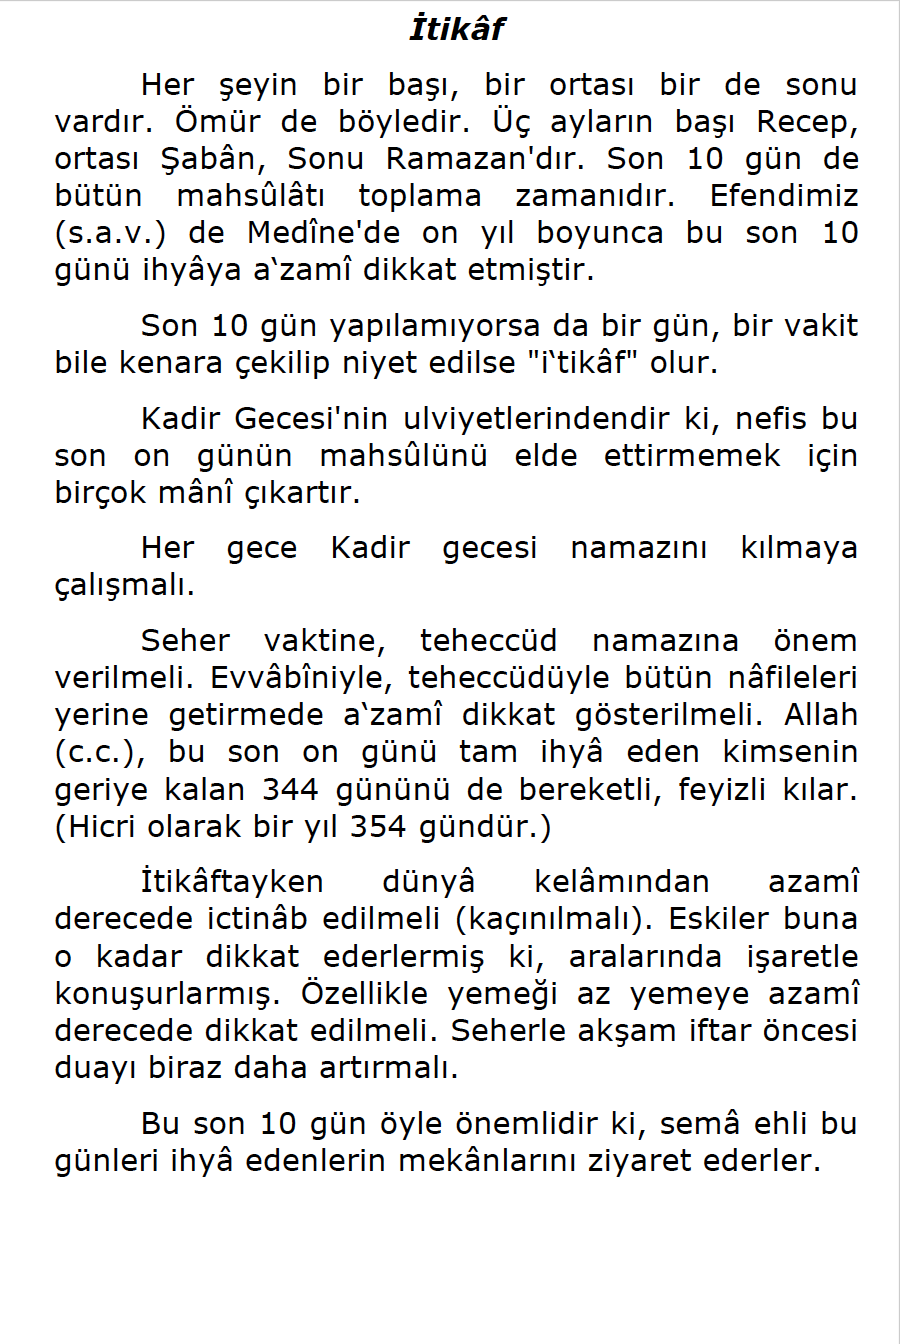 İtikâf
Her şeyin bir başı, bir ortası bir de sonu
vardır. Ömür de böyledir. Üç ayların başı Recep,
ortası Şabân, Sonu Ramazan'dır. Son 10 gün de
bütün mahsûlâtı toplama zamanıdır. Efendimiz
(s.a.v.) de Medîne'de on yıl boyunca bu son 10
günü ihyâya a‛zamî dikkat etmiştir.
Son 10 gün yapılamıyorsa da bir gün, bir vakit
bile kenara çekilip niyet edilse "i‛tikâf" olur.
Kadir Gecesi'nin ulviyetlerindendir ki, nefis bu
son on günün mahsûlünü elde ettirmemek için
birçok mânî çıkartır.
Her gece Kadir gecesi namazını kılmaya
çalışmalı.
Seher vaktine, teheccüd namazına önem
verilmeli. Evvâbîniyle, teheccüdüyle bütün nâfileleri
yerine getirmede a‛zamî dikkat gösterilmeli. Allah
(c.c.), bu son on günü tam ihyâ eden kimsenin
geriye kalan 344 gününü de bereketli, feyizli kılar.
(Hicri olarak bir yıl 354 gündür.)
İtikâftayken dünyâ kelâmından azamî
derecede ictinâb edilmeli (kaçınılmalı). Eskiler buna
o kadar dikkat ederlermiş ki, aralarında işaretle
konuşurlarmış. Özellikle yemeği az yemeye azamî
derecede dikkat edilmeli. Seherle akşam iftar öncesi
duayı biraz daha artırmalı.
Bu son 10 gün öyle önemlidir ki, semâ ehli bu
günleri ihyâ edenlerin mekânlarını ziyaret ederler.